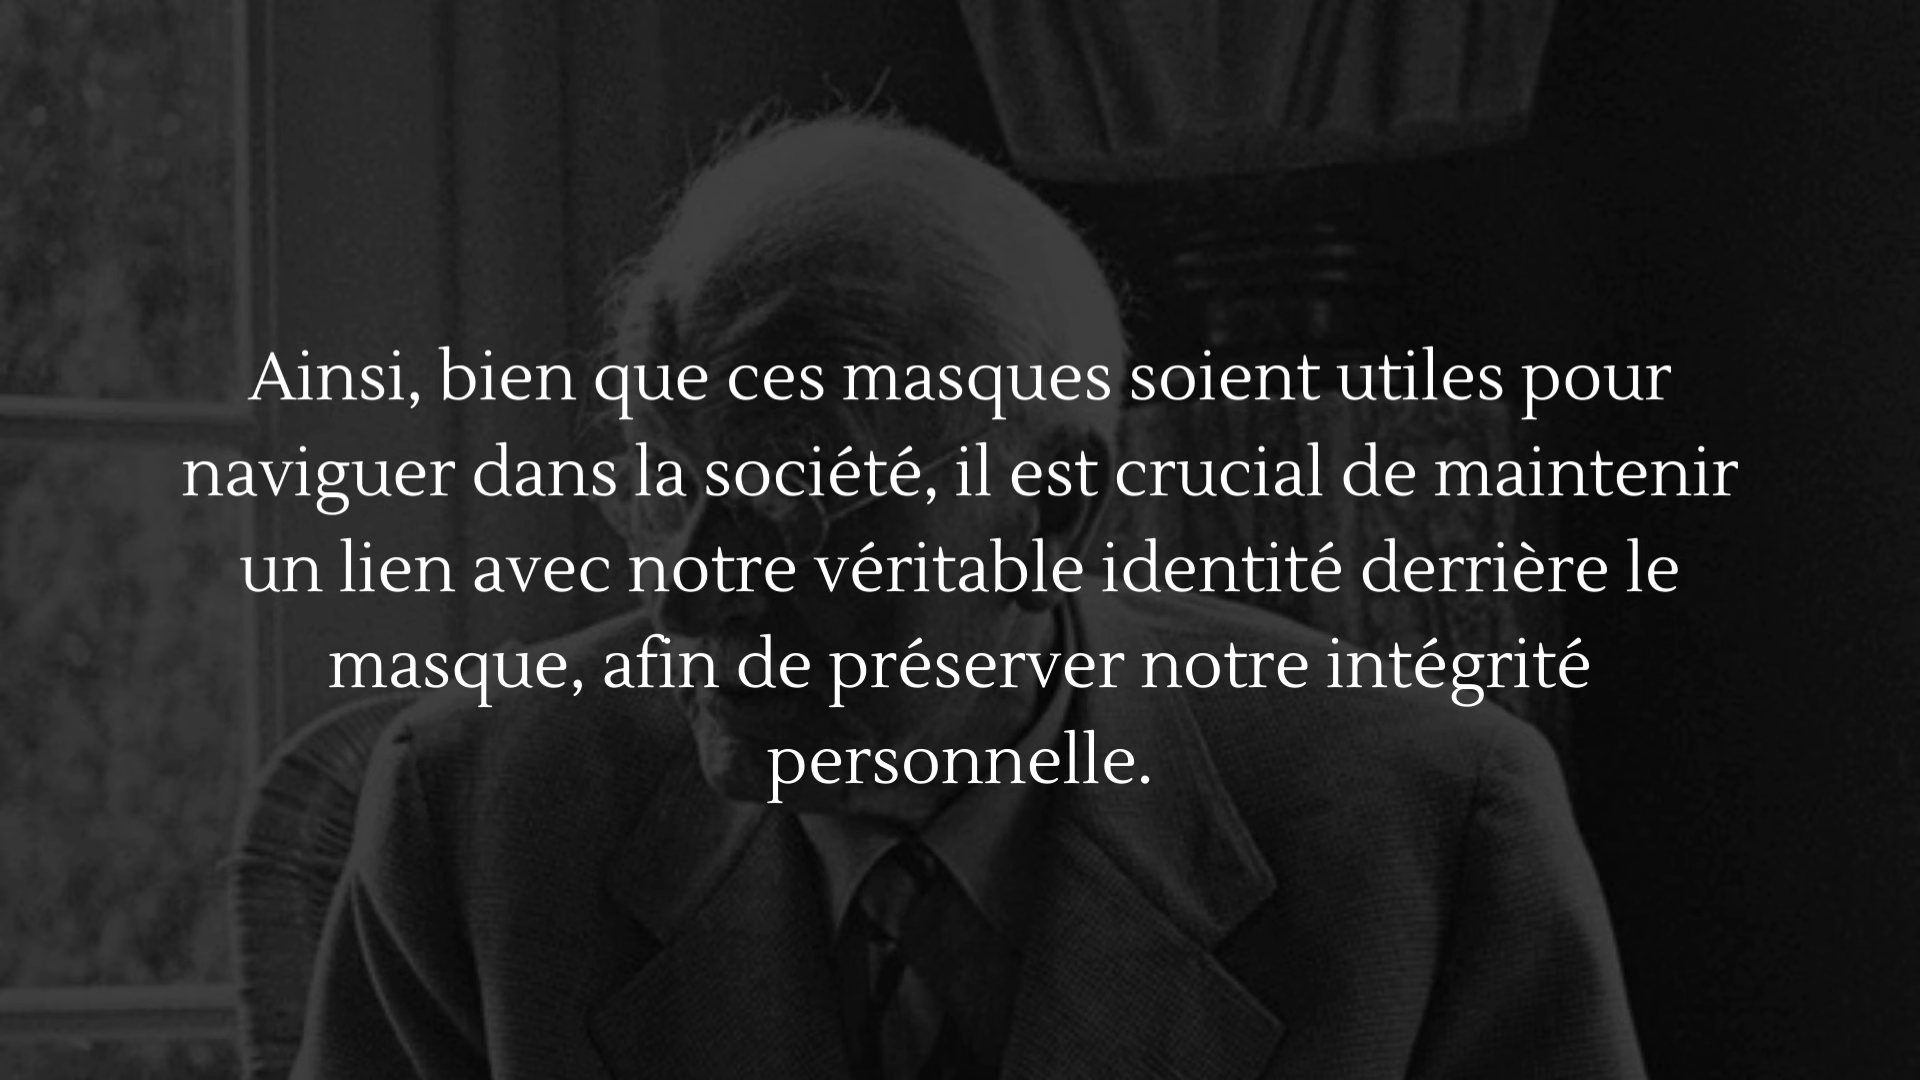 Ainsi, bien que ces masques soient utiles pour
naviguer dans la société, il est crucial de maintenir
un lien avec notre véritable identité derrière le
masque, afin de préserver notre intégrité
personnelle.